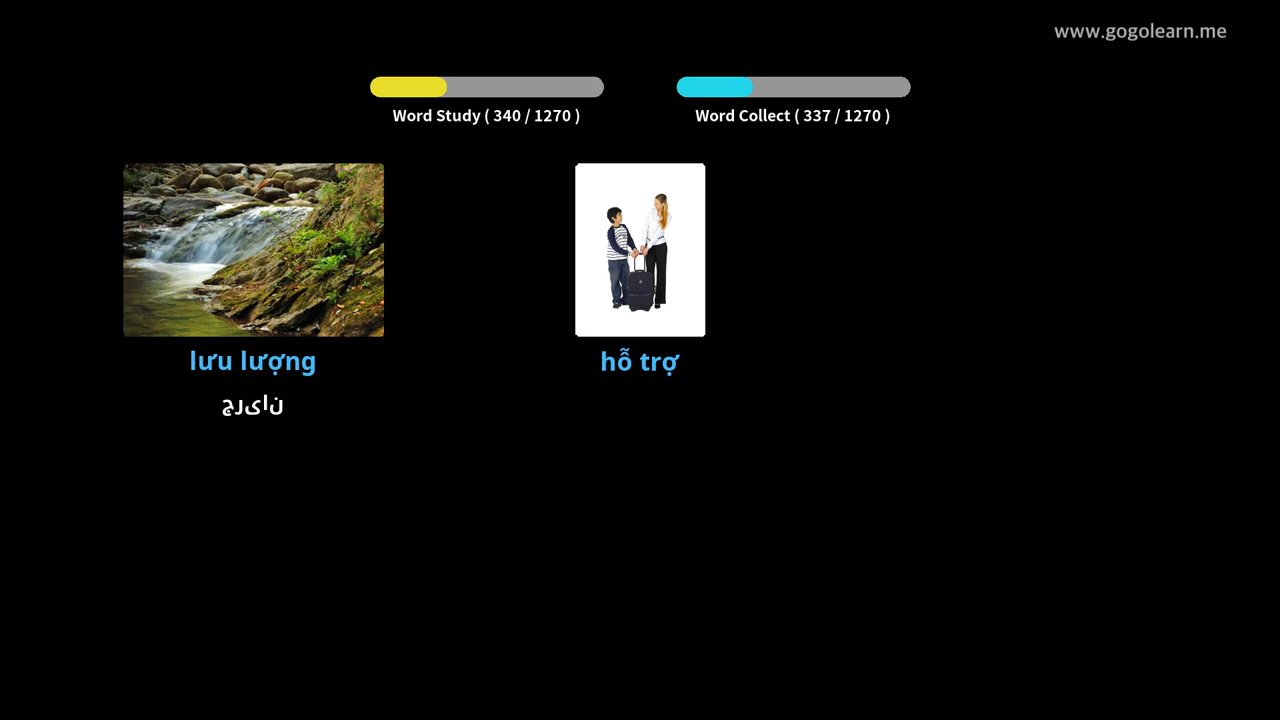 www.gogolearn.me
Word Study ( 340 / 1270 )
Word Collect ( 337 / 1270 )
lưu lượng
hỗ trợ
جریان